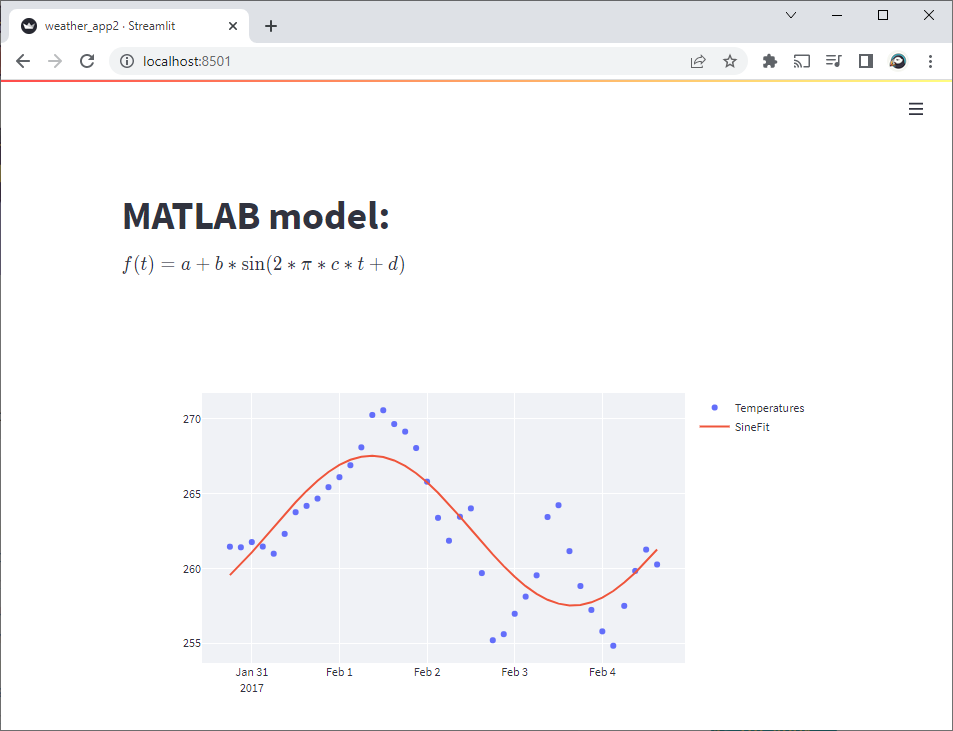 weather_app2 · Streamlit
localhost:8501
MATLAB model:
f(t) = a + b ∗ sin(2 ∗ π ∗ c ∗ t + d)
270
265
260
255
Jan 31
2017
Feb 1
Feb 2
Feb 3
Feb 4
Temperatures
SineFit